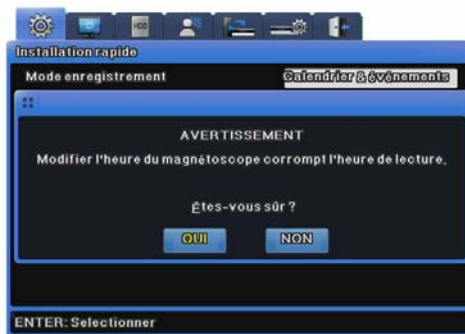 HDD
Installation rapide
Mode enregistrement Calendrier & événements
AVERTISSEMENT
Modifier l'heure du magnétoscope corrompt l'heure de lecture.
Êtes-vous sûr ?
OUI NON
ENTER: Selectionner